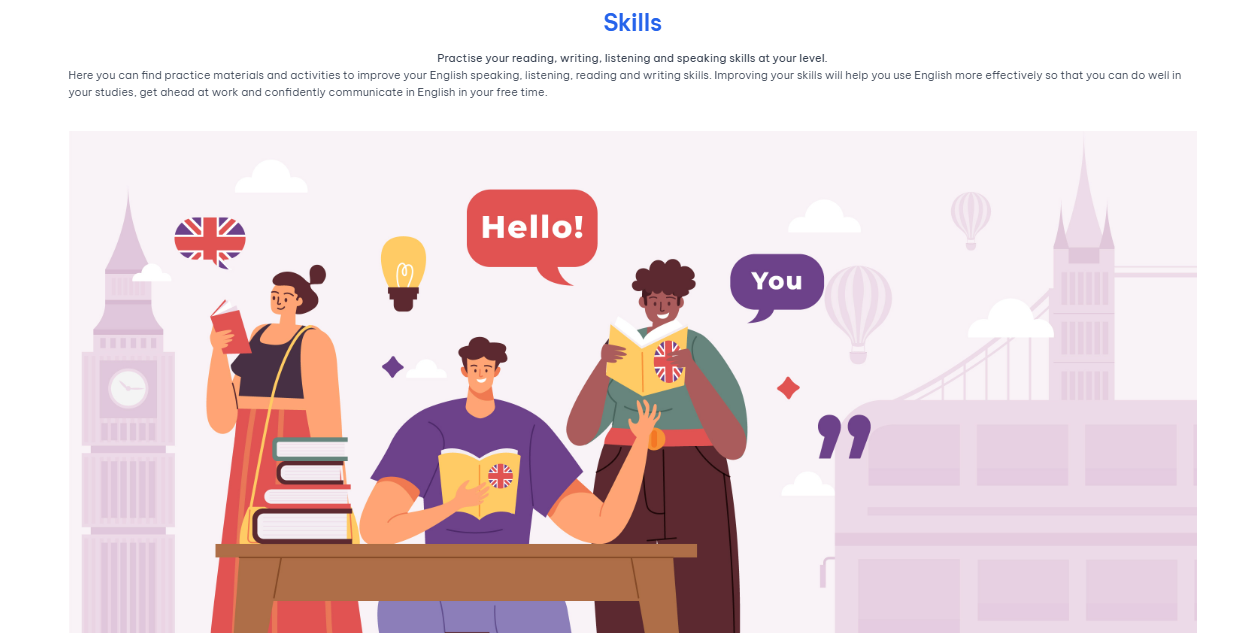 Skills
Practise your reading, writing, listening and speaking skills at your level.
Here you can find practice materials and activities to improve your English speaking, listening, reading and writing skills. Improving your skills will help you use English more effectively so that you can do well in
your studies, get ahead at work and confidently communicate in English in your free time.
Hello!
You
”